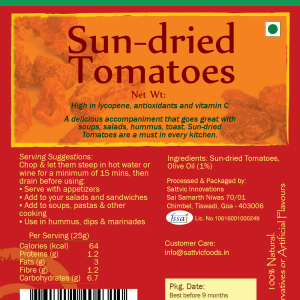 Sun-dried
Tomatoes
Net Wt:
High in lycopene, antioxidants and vitamin C
A delicious accompaniment that goes great with
soups, salads, hummus, toast. Sun-dried
Tomatoes are a must in every kitchen.
Serving Suggestions:
Chop & let them steep in hot water or
wine for a minimum of 15 mins, then
drain before using:
• Serve with appetizers
• Add to your salads and sandwiches
• Add to soups, pastas & other
cooking
• Use in hummus, dips & marinades
Per Serving (25g)
Calories (kcal) 64
Proteins (g) 1.2
Fats (g) 3
Fibre (g) 1.2
Carbohydrates (g) 6.7
Ingredients: Sun-dried Tomatoes,
Olive Oil (1%)
Processed & Packaged by:
Sattvic Innovations
Sai Samarth Niwas 70/01
Chimbel, Tiswadi, Goa - 403006
fssai
Lic. No.10616001000249
Customer Care:
info@sattvicfoods.in
Pkg. Date:
Best before 9 months
100% Natural.
or Artificial Flavours